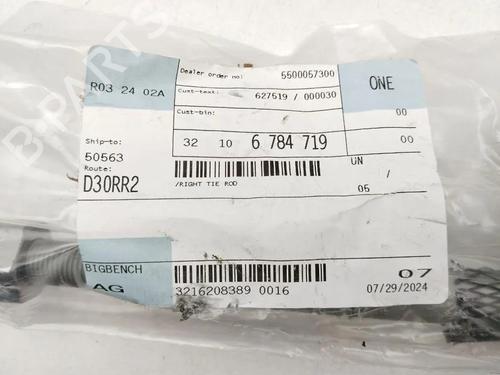 R03 24 02A
Dealer order no: 5500057300
ONE
Cust-text: 627519 / 000030
Cust-bin: 00
Ship-to:
50563
32 10 6 784 719 00
Route:
D30RR2
/RIGHT TIE ROD
UN /
05
BIGBENCH
AG
3216208389 0016
07
07/29/2024
B-PARTS